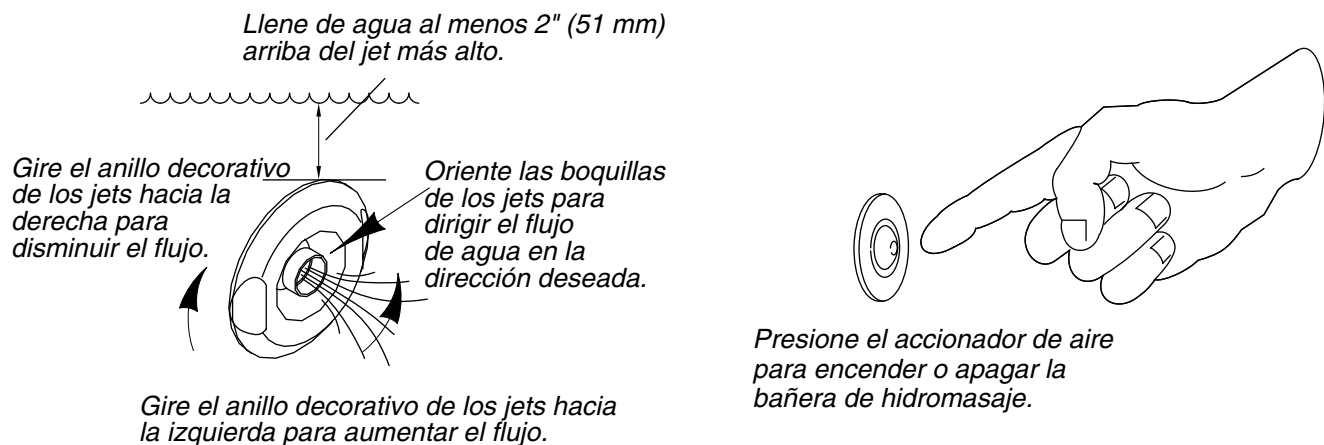 Llene de agua al menos 2" (51 mm)
arriba del jet más alto.
Gire el anillo decorativo
de los jets hacia la
derecha para
disminuir el flujo.
Oriente las boquillas
de los jets para
dirigir el flujo
de agua en la
dirección deseada.
Gire el anillo decorativo de los jets hacia
la izquierda para aumentar el flujo.
Presione el accionador de aire
para encender o apagar la
bañera de hidromasaje.